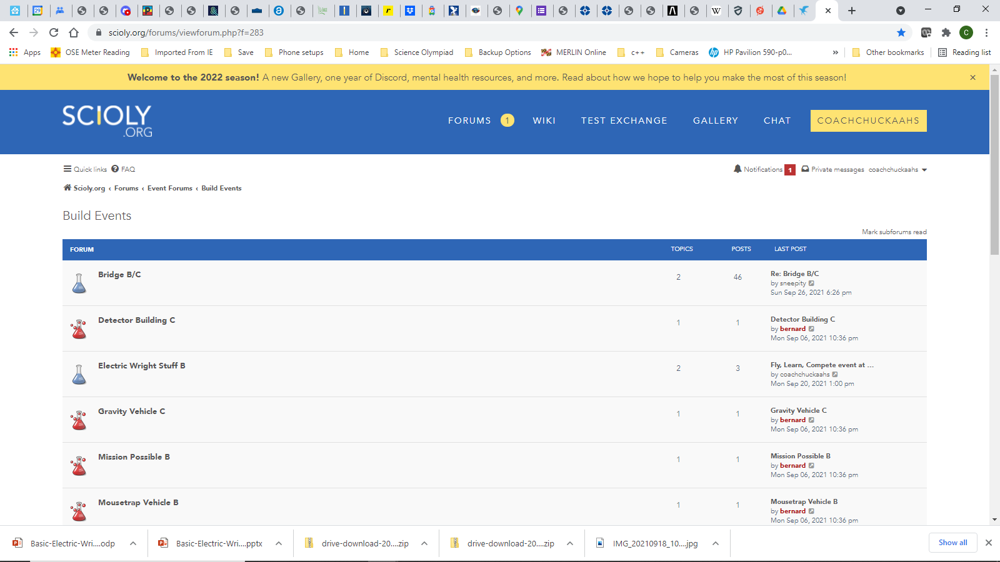 29
scioly.org/forums/viewforum.php?f=283
C
Apps
OSE Meter Reading
Imported From IE
Save
Phone setups
Home
Science Olympiad
Backup Options
MERLIN Online
c++
Cameras
HP Pavilion 590-p0...
»
Other bookmarks
Reading list
Welcome to the 2022 season! A new Gallery, one year of Discord, mental health resources, and more. Read about how we hope to help you make the most of this season!
SCIOLY
.ORG
FORUMS 1 WIKI TEST EXCHANGE GALLERY CHAT COACHCHUCKAAHS
Quick links FAQ
Notifications 1 Private messages coachchuckaahs
Scioly.org ‹ Forums ‹ Event Forums ‹ Build Events
Build Events
Mark subforums read
FORUM TOPICS POSTS LAST POST
Bridge B/C 2 46 Re: Bridge B/C
by sneepity
Sun Sep 26, 2021 6:26 pm
Detector Building C 1 1 Detector Building C
by bernard
Mon Sep 06, 2021 10:36 pm
Electric Wright Stuff B 2 3 Fly, Learn, Compete event at ...
by coachchuckaahs
Mon Sep 20, 2021 1:00 pm
Gravity Vehicle C 1 1 Gravity Vehicle C
by bernard
Mon Sep 06, 2021 10:36 pm
Mission Possible B 1 1 Mission Possible B
by bernard
Mon Sep 06, 2021 10:36 pm
Mousetrap Vehicle B 1 1 Mousetrap Vehicle B
by bernard
Mon Sep 06, 2021 10:36 pm
Basic-Electric-Wri....odp
Basic-Electric-Wri....pptx
drive-download-20....zip
drive-download-20....zip
IMG_20210918_10....jpg
Show all